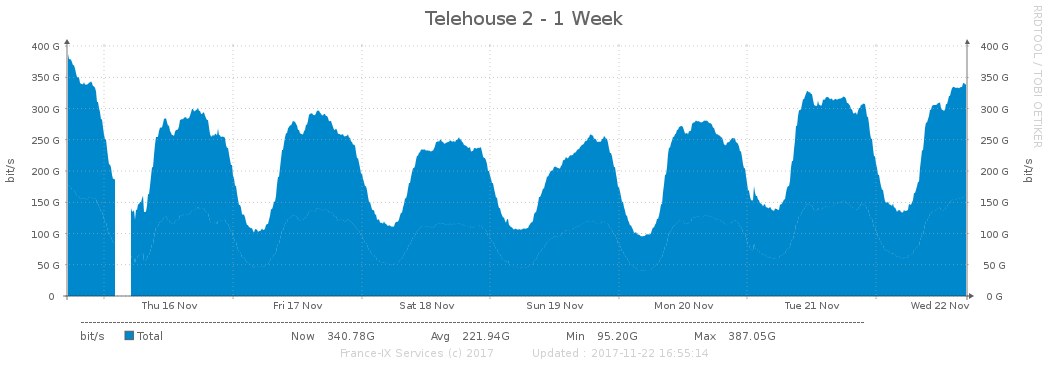 Telehouse 2 - 1 Week
RRDTOOL / TOBI OETIKER
bit/s
400 G 400 G
350 G 350 G
300 G 300 G
250 G 250 G
200 G 200 G
150 G 150 G
100 G 100 G
50 G 50 G
0 0 G
bit/s
Thu 16 Nov Fri 17 Nov Sat 18 Nov Sun 19 Nov Mon 20 Nov Tue 21 Nov Wed 22 Nov
bit/s Total Now 340.78G Avg 221.94G Min 95.20G Max 387.05G
France-IX Services (c) 2017 Updated : 2017-11-22 16:55:14